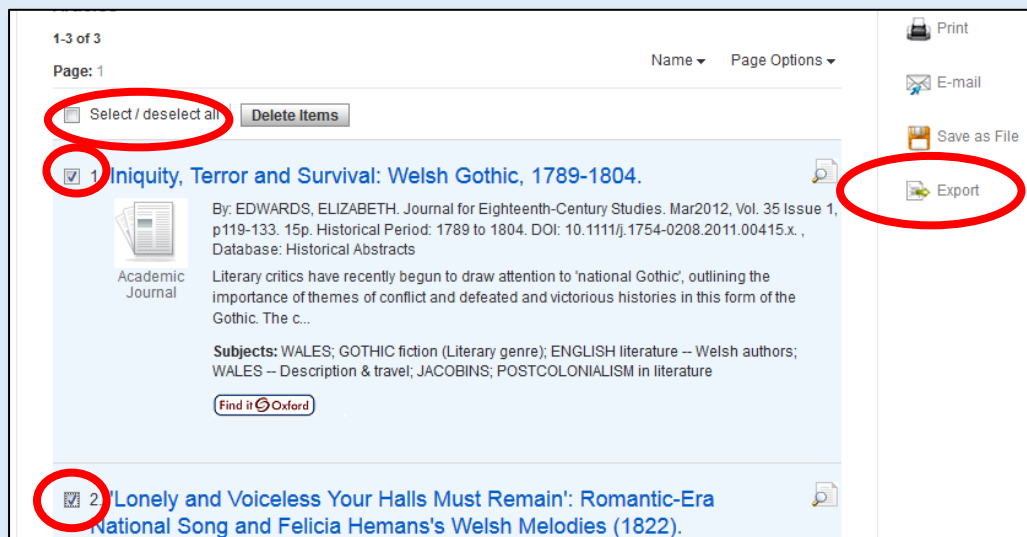 1-3 of 3
Page: 1
Name Page Options
Select / deselect all Delete Items
1. Iniquity, Terror and Survival: Welsh Gothic, 1789-1804.
By: EDWARDS, ELIZABETH. Journal for Eighteenth-Century Studies. Mar2012, Vol. 35 Issue 1,
p119-133. 15p. Historical Period: 1789 to 1804. DOI: 10.1111/j.1754-0208.2011.00415.x. ,
Database: Historical Abstracts
Academic
Journal
Literary critics have recently begun to draw attention to 'national Gothic', outlining the
importance of themes of conflict and defeated and victorious histories in this form of the
Gothic. The c...
Subjects: WALES; GOTHIC fiction (Literary genre); ENGLISH literature -- Welsh authors;
WALES -- Description & travel; JACOBINS; POSTCOLONIALISM in literature
Find it Oxford
2. 'Lonely and Voiceless Your Halls Must Remain': Romantic-Era
National Song and Felicia Hemans's Welsh Melodies (1822).
Print
E-mail
Save as File
Export